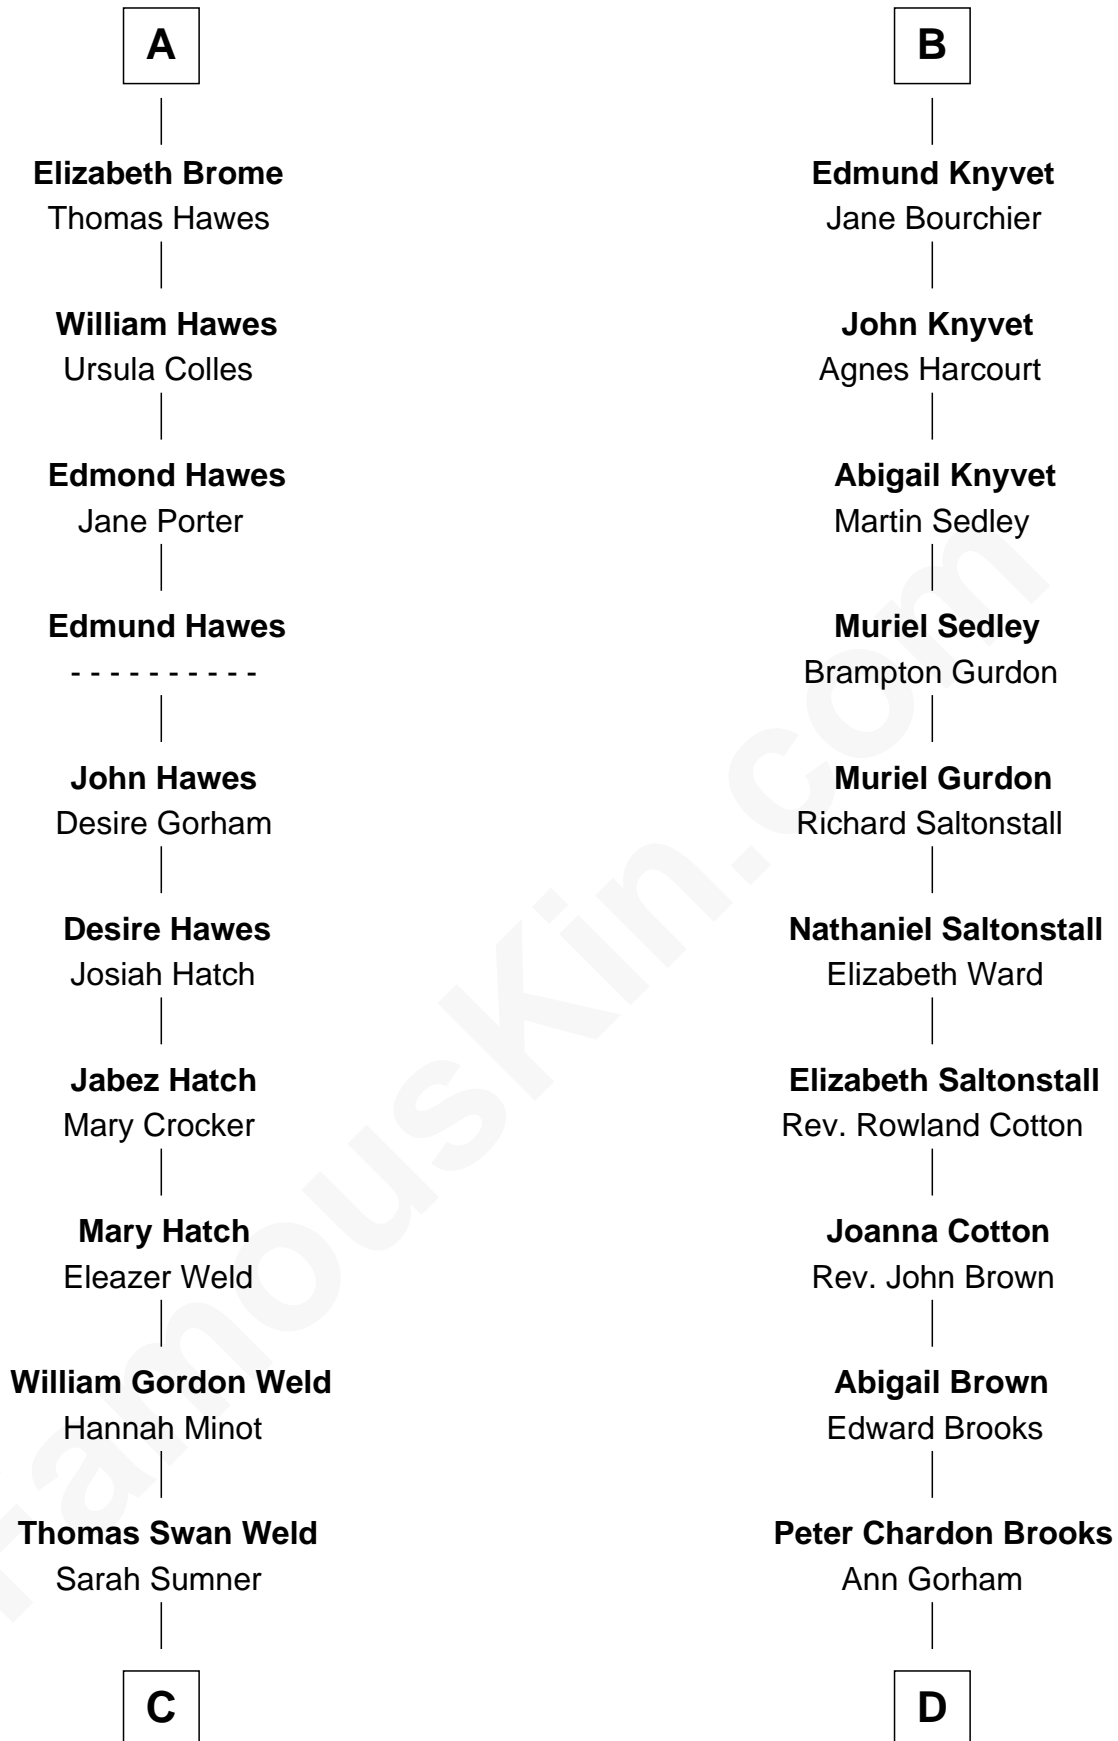 A
Elizabeth Brome
Thomas Hawes
William Hawes
Ursula Colles
Edmond Hawes
Jane Porter
Edmund Hawes
- - - - - - - - - -
John Hawes
Desire Gorham
Desire Hawes
Josiah Hatch
Jabez Hatch
Mary Crocker
Mary Hatch
Eleazer Weld
William Gordon Weld
Hannah Minot
Thomas Swan Weld
Sarah Sumner
C
B
Edmund Knyvet
Jane Bourchier
John Knyvet
Agnes Harcourt
Abigail Knyvet
Martin Sedley
Muriel Sedley
Brampton Gurdon
Muriel Gurdon
Richard Saltonstall
Nathaniel Saltonstall
Elizabeth Ward
Elizabeth Saltonstall
Rev. Rowland Cotton
Joanna Cotton
Rev. John Brown
Abigail Brown
Edward Brooks
Peter Chardon Brooks
Ann Gorham
D
FamousKin.com